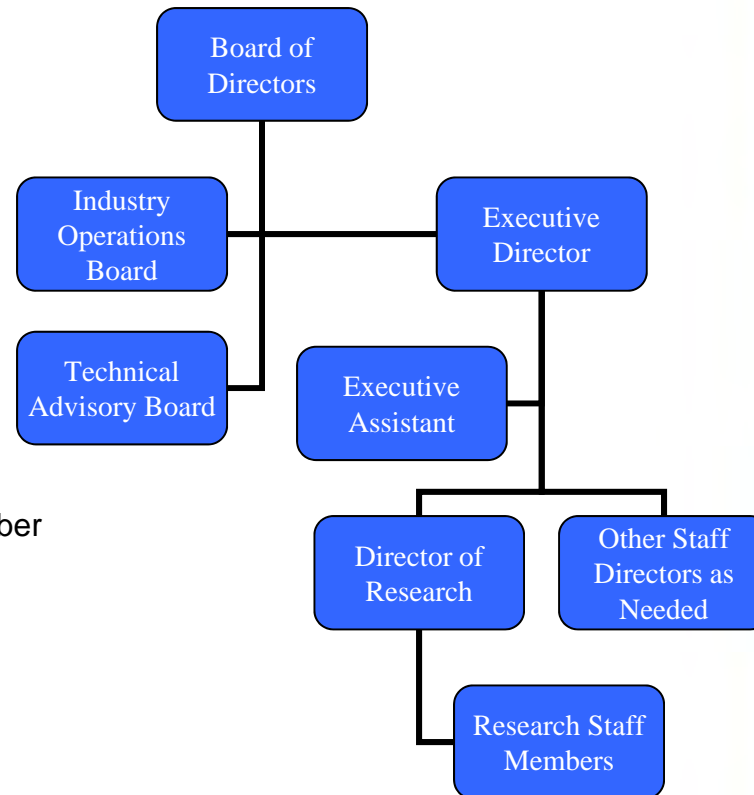 Board of
Directors
Industry
Operations
Board
Executive
Director
Technical
Advisory Board
Executive
Assistant
ber
Director of
Research
Other Staff
Directors as
Needed
Research Staff
Members